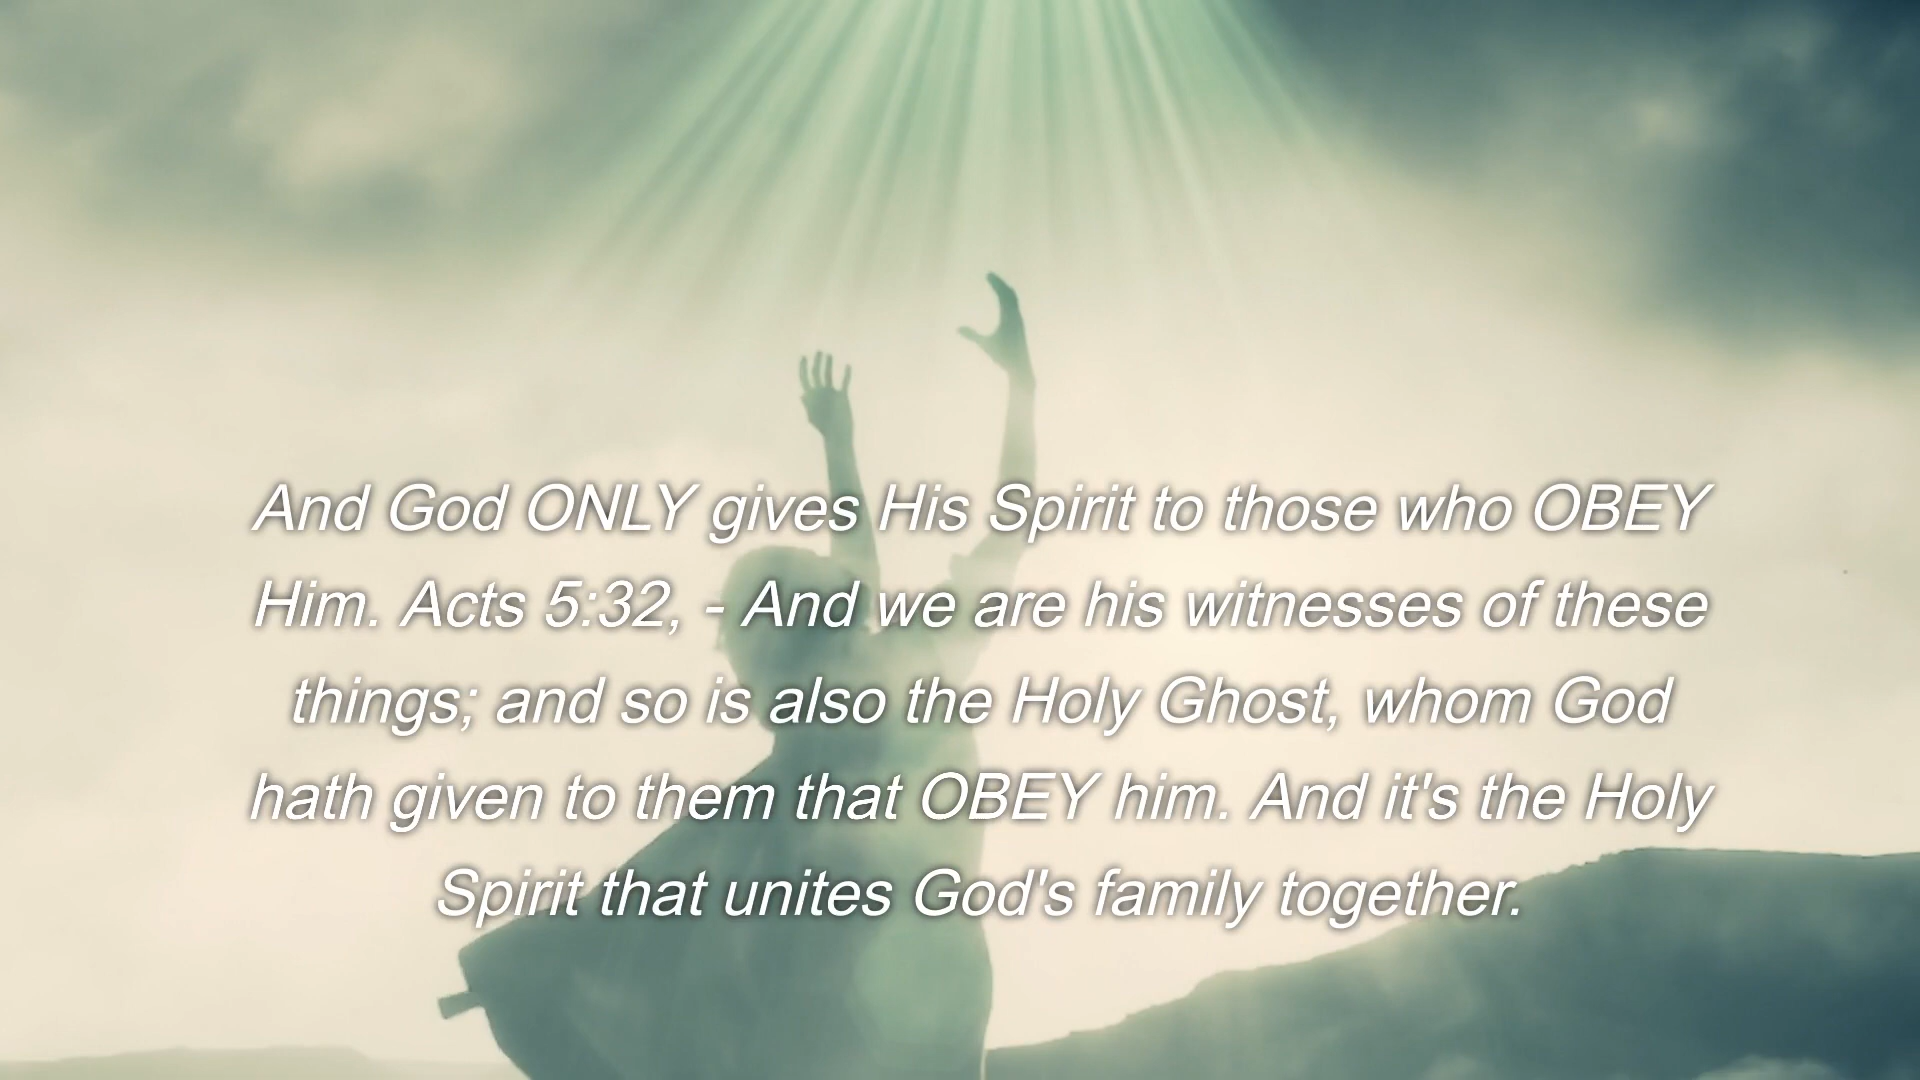 And God ONLY gives His Spirit to those who OBEY
Him. Acts 5:32, - And we are his witnesses of these
things; and so is also the Holy Ghost, whom God
hath given to them that OBEY him. And it's the Holy
Spirit that unites God's family together.